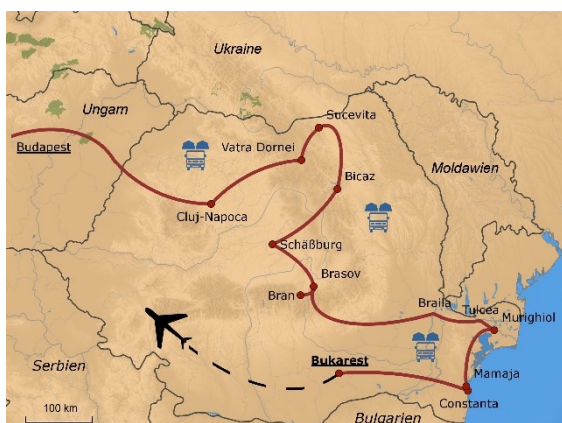 Ukraine
Ungarn
Sucevita
Budapest
Vatra Dornei
Moldawien
Bicaz
Cluj-Napoca
Schäßburg
Brasov
Bran
Braila
Tulcea
Murighiol
Serbien
Bukarest
Mamaja
Constanta
100 km
Bulgarien